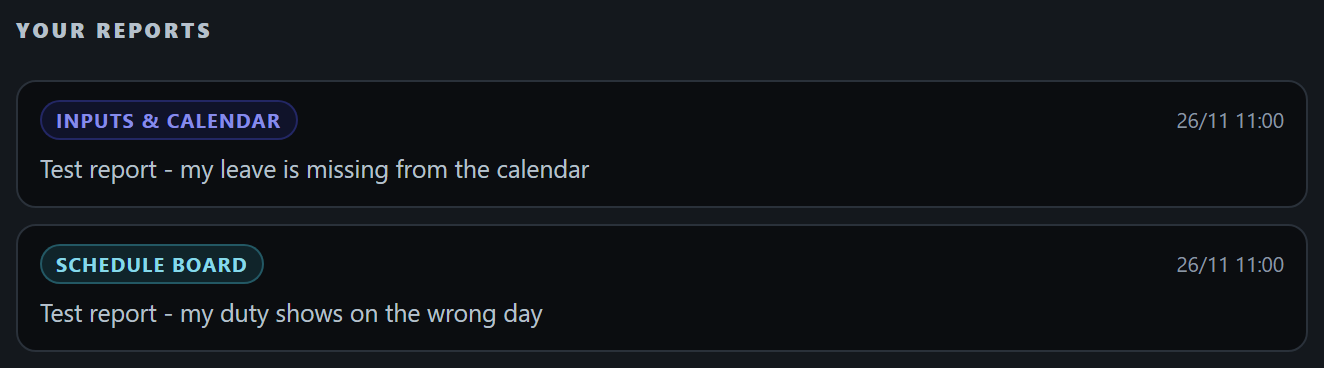 YOUR REPORTS
INPUTS & CALENDAR
26/11 11:00
Test report - my leave is missing from the calendar
SCHEDULE BOARD
26/11 11:00
Test report - my duty shows on the wrong day